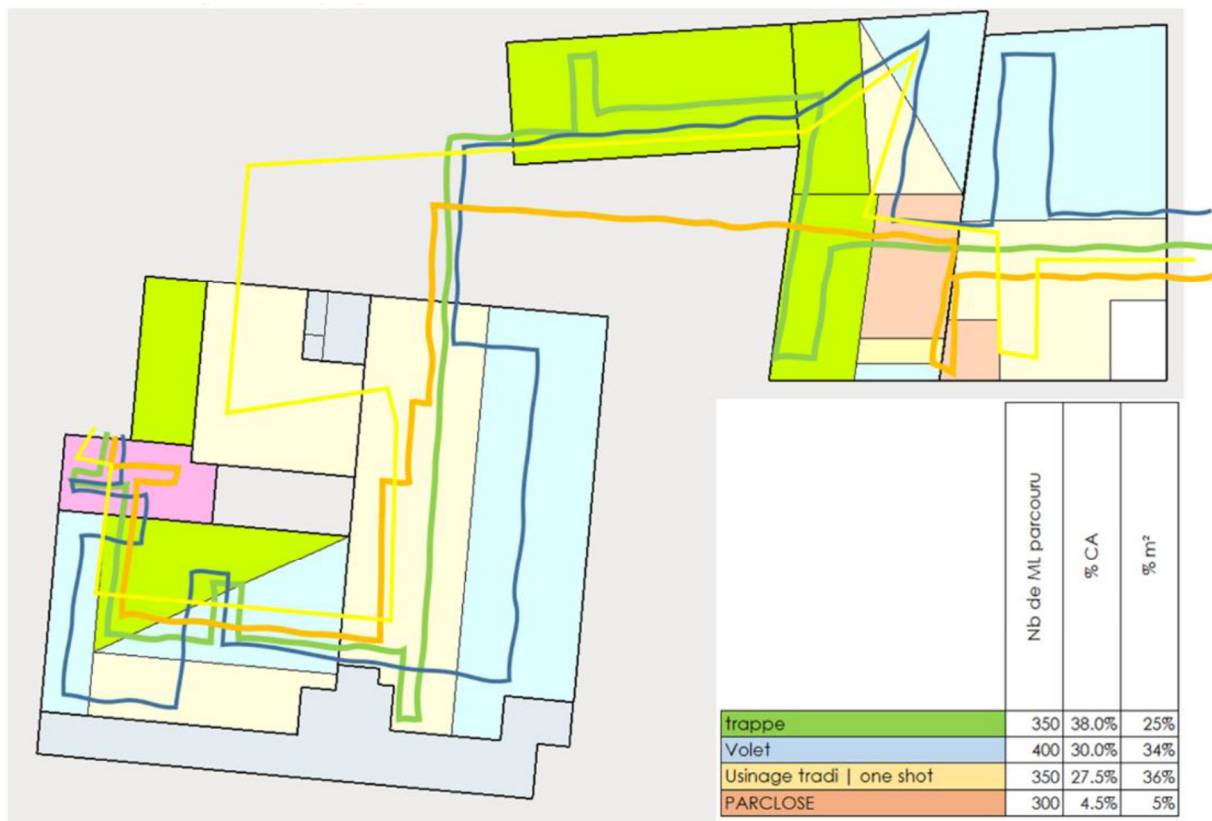 Nb de ML parcouru % CA % m²
trappe 350 38.0% 25%
Volet 400 30.0% 34%
Usinage tradi | one shot 350 27.5% 36%
PARCLOSE 300 4.5% 5%